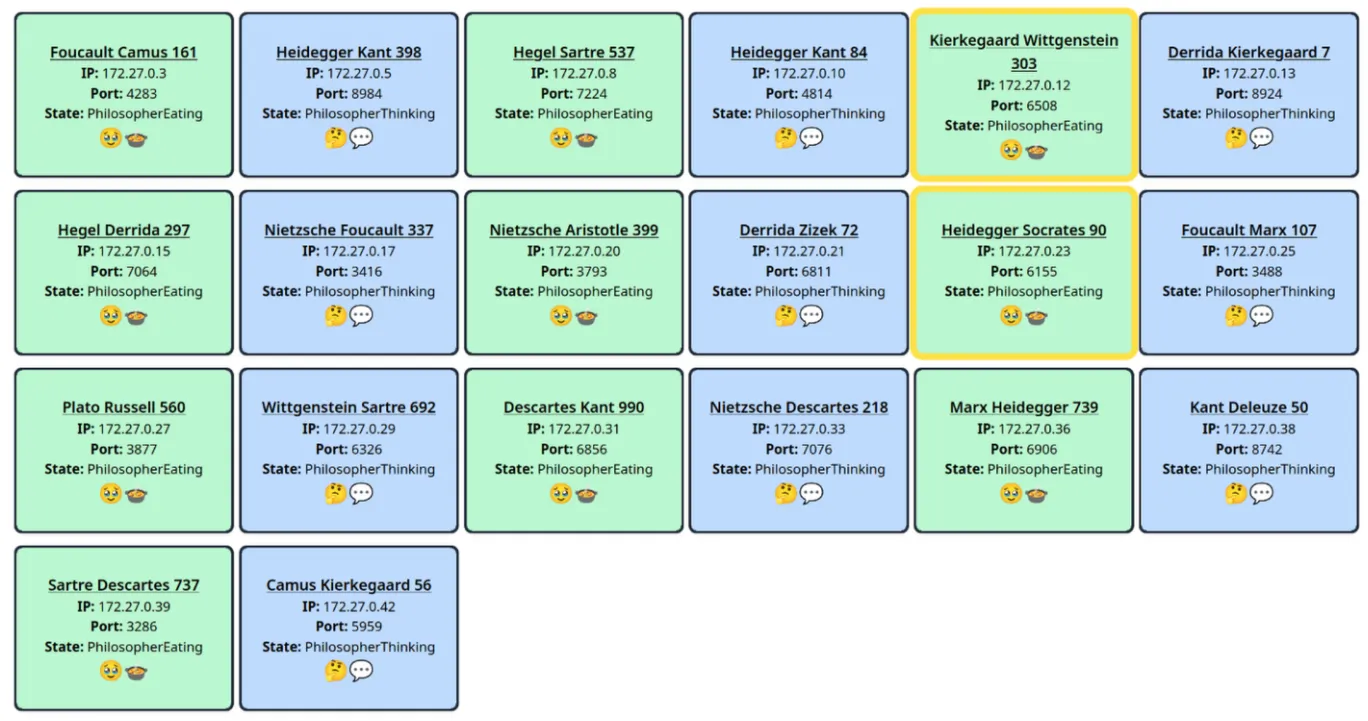 Foucault Camus 161
IP: 172.27.0.3
Port: 4283
State: PhilosopherEating
Heidegger Kant 398
IP: 172.27.0.5
Port: 8984
State: PhilosopherThinking
Hegel Sartre 537
IP: 172.27.0.8
Port: 7224
State: PhilosopherEating
Heidegger Kant 84
IP: 172.27.0.10
Port: 4814
State: PhilosopherThinking
Kierkegaard Wittgenstein
303
IP: 172.27.0.12
Port: 6508
State: PhilosopherEating
Derrida Kierkegaard 7
IP: 172.27.0.13
Port: 8924
State: PhilosopherThinking
Hegel Derrida 297
IP: 172.27.0.15
Port: 7064
State: PhilosopherEating
Nietzsche Foucault 337
IP: 172.27.0.17
Port: 3416
State: PhilosopherThinking
Nietzsche Aristotle 399
IP: 172.27.0.20
Port: 3793
State: PhilosopherEating
Derrida Zizek 72
IP: 172.27.0.21
Port: 6811
State: PhilosopherThinking
Heidegger Socrates 90
IP: 172.27.0.23
Port: 6155
State: PhilosopherEating
Foucault Marx 107
IP: 172.27.0.25
Port: 3488
State: PhilosopherThinking
Plato Russell 560
IP: 172.27.0.27
Port: 3877
State: PhilosopherEating
Wittgenstein Sartre 692
IP: 172.27.0.29
Port: 6326
State: PhilosopherThinking
Descartes Kant 990
IP: 172.27.0.31
Port: 6856
State: PhilosopherEating
Nietzsche Descartes 218
IP: 172.27.0.33
Port: 7076
State: PhilosopherThinking
Marx Heidegger 739
IP: 172.27.0.36
Port: 6906
State: PhilosopherEating
Kant Deleuze 50
IP: 172.27.0.38
Port: 8742
State: PhilosopherThinking
Sartre Descartes 737
IP: 172.27.0.39
Port: 3286
State: PhilosopherEating
Camus Kierkegaard 56
IP: 172.27.0.42
Port: 5959
State: PhilosopherThinking